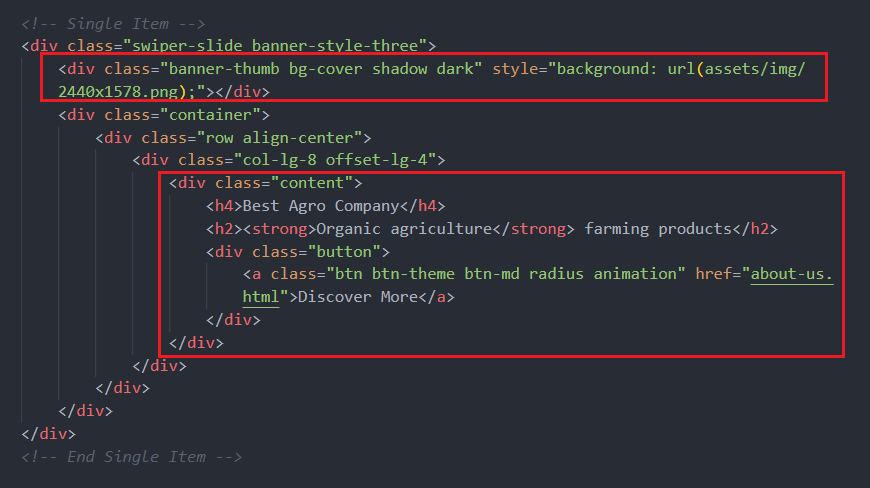 <!-- Single Item -->
<div class="swiper-slide banner-style-three">
<div class="banner-thumb bg-cover shadow dark" style="background: url(assets/img/
2440x1578.png);"></div>
<div class="container">
<div class="row align-center">
<div class="col-lg-8 offset-lg-4">
<div class="content">
<h4>Best Agro Company</h4>
<h2><strong>Organic agriculture</strong> farming products</h2>
<div class="button">
<a class="btn btn-theme btn-md radius animation" href="about-us.
html">Discover More</a>
</div>
</div>
</div>
</div>
</div>
</div>
<!-- End Single Item -->